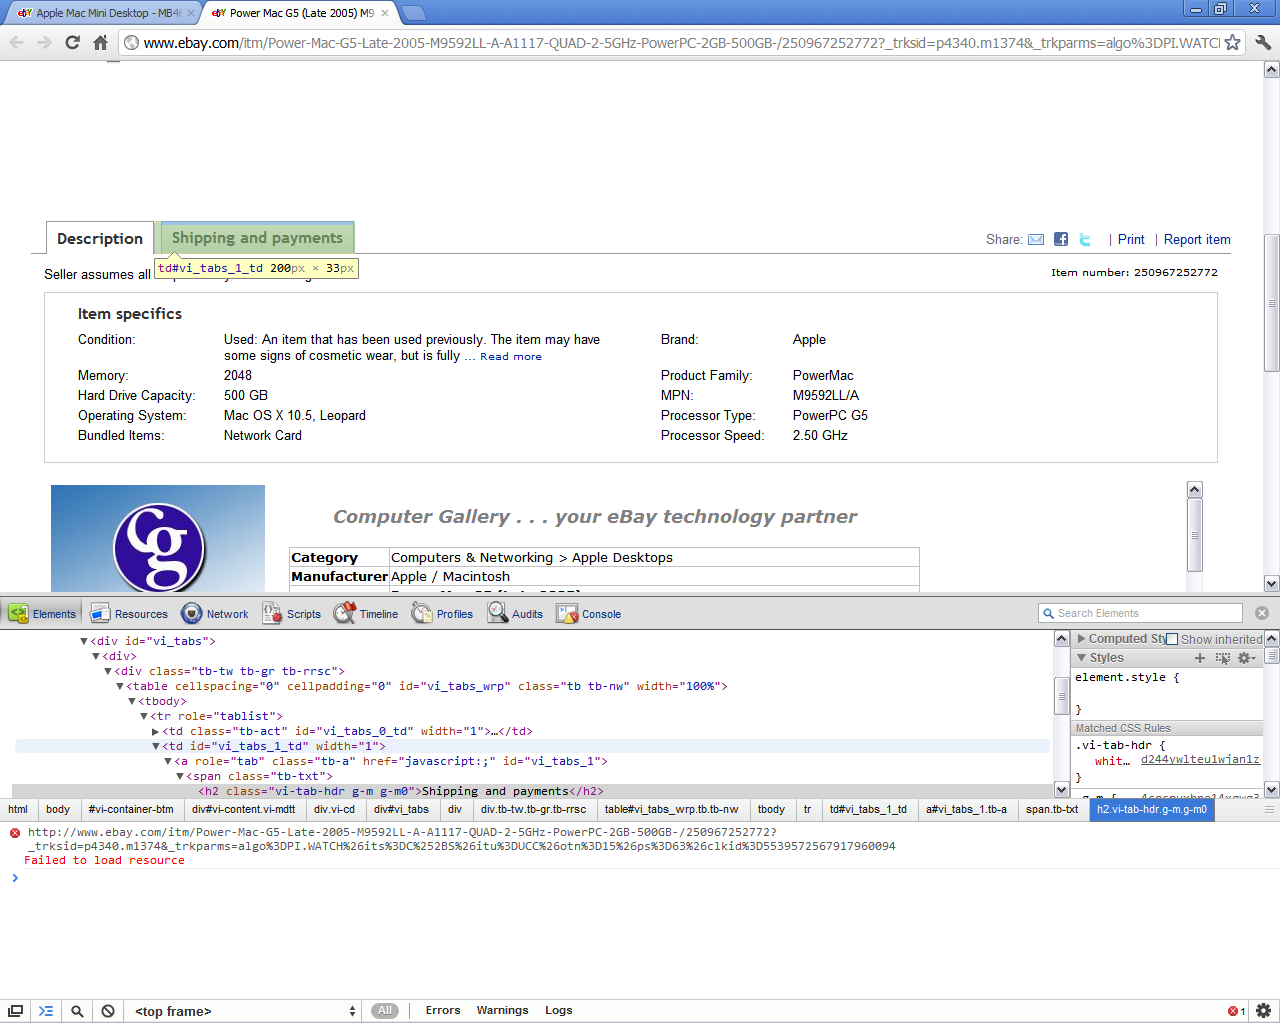 Apple Mac Mini Desktop - MB4
Power Mac G5 (Late 2005) M9
www.ebay.com/itm/Power-Mac-G5-Late-2005-M9592LL-A-A1117-QUAD-2-5GHz-PowerPC-2GB-500GB-/250967252772?_trksid=p4340.m1374&_trkparms=algo%3DPI.WATCH
Description
Shipping and payments
Share:
| Print
| Report item
td#vi_tabs_1_td 200px × 33px
Seller assumes all
Item number: 250967252772
Item specifics
Condition:
Used: An item that has been used previously. The item may have
some signs of cosmetic wear, but is fully ... Read more
Brand:
Apple
Memory:
2048
Product Family:
PowerMac
Hard Drive Capacity:
500 GB
MPN:
M9592LL/A
Operating System:
Mac OS X 10.5, Leopard
Processor Type:
PowerPC G5
Bundled Items:
Network Card
Processor Speed:
2.50 GHz
cg
Computer Gallery . . . your eBay technology partner
Category
Computers & Networking > Apple Desktops
Manufacturer
Apple / Macintosh
Elements
Resources
Network
Scripts
Timeline
Profiles
Audits
Console
Search Elements
<div id="vi_tabs">
<div>
<div class="tb-tw tb-gr tb-rrsc">
<table cellspacing="0" cellpadding="0" id="vi_tabs_wrp" class="tb tb-nw" width="100%">
<tbody>
<tr role="tablist">
<td class="tb-act" id="vi_tabs_0_td" width="1">…</td>
<td id="vi_tabs_1_td" width="1">
<a role="tab" class="tb-a" href="javascript:;" id="vi_tabs_1">
<span class="tb-txt">
<h2 class="vi-tab-hdr g-m g-m0">Shipping and payments</h2>
Computed Sty
Show inherited
Styles
element.style {
}
Matched CSS Rules
.vi-tab-hdr {
whit… d244ywlteu1wjan1z
}
html
body
#vi-container-btm
div#vi-content.vi-mdtt
div.vi-cd
div#vi_tabs
div
div.tb-tw.tb-gr.tb-rrsc
table#vi_tabs_wrp.tb.tb-nw
tbody
tr
td#vi_tabs_1_td
a#vi_tabs_1.tb-a
span.tb-txt
h2.vi-tab-hdr.g-m.g-m0
http://www.ebay.com/itm/Power-Mac-G5-Late-2005-M9592LL-A-A1117-QUAD-2-5GHz-PowerPC-2GB-500GB-/250967252772?
_trksid=p4340.m1374&_trkparms=algo%3DPI.WATCH%26its%3DC%252BS%26itu%3DUCC%26otn%3D15%26ps%3D63%26clkid%3D5539572567917960094
Failed to load resource
>
<top frame>
All
Errors
Warnings
Logs
1